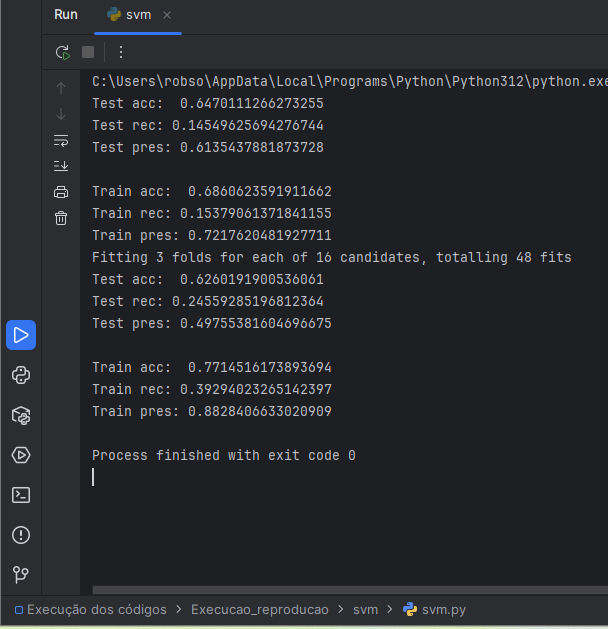 Run svm
C:\Users\robso\AppData\Local\Programs\Python\Python312\python.exe
Test acc:  0.6470111266273255
Test rec: 0.14549625694276744
Test pres: 0.6135437881873728
Train acc:  0.6860623591911662
Train rec: 0.15379061371841155
Train pres: 0.7217620481927711
Fitting 3 folds for each of 16 candidates, totalling 48 fits
Test acc:  0.6260191900536061
Test rec: 0.24559285196812364
Test pres: 0.49755381604696675
Train acc:  0.7714516173893694
Train rec: 0.39294023265142397
Train pres: 0.8828406633020909
Process finished with exit code 0
Execução dos códigos > Execucao_reproducao > svm > svm.py